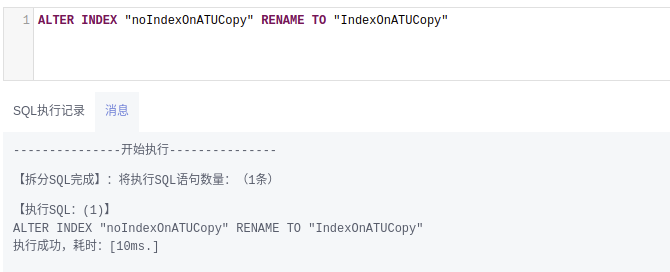 1 ALTER INDEX "noIndexOnATUCopy" RENAME TO "IndexOnATUCopy"
SQL执行记录 消息
---------------开始执行---------------
【拆分SQL完成】：将执行SQL语句数量：（1条）
【执行SQL：(1)】
ALTER INDEX "noIndexOnATUCopy" RENAME TO "IndexOnATUCopy"
执行成功，耗时：[10ms.]